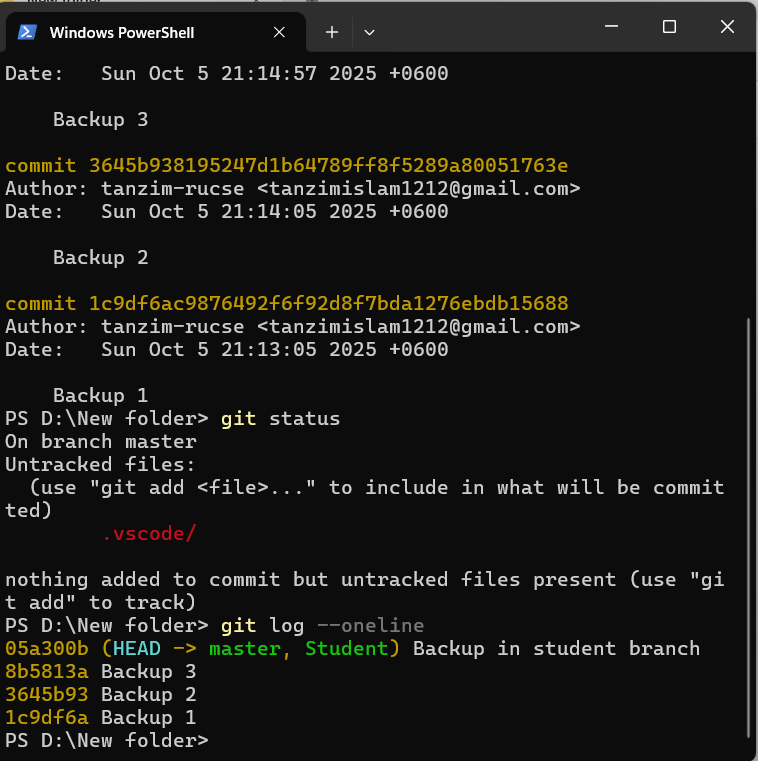 Windows PowerShell
Date:   Sun Oct 5 21:14:57 2025 +0600
    Backup 3
commit 3645b938195247d1b64789ff8f5289a80051763e
Author: tanzim-rucse <tanzimislam1212@gmail.com>
Date:   Sun Oct 5 21:14:05 2025 +0600
    Backup 2
commit 1c9df6ac9876492f6f92d8f7bda1276ebdb15688
Author: tanzim-rucse <tanzimislam1212@gmail.com>
Date:   Sun Oct 5 21:13:05 2025 +0600
    Backup 1
PS D:\New folder> git status
On branch master
Untracked files:
  (use "git add <file>..." to include in what will be commit
ted)
        .vscode/
nothing added to commit but untracked files present (use "gi
t add" to track)
PS D:\New folder> git log --oneline
05a300b (HEAD -> master, Student) Backup in student branch
8b5813a Backup 3
3645b93 Backup 2
1c9df6a Backup 1
PS D:\New folder>